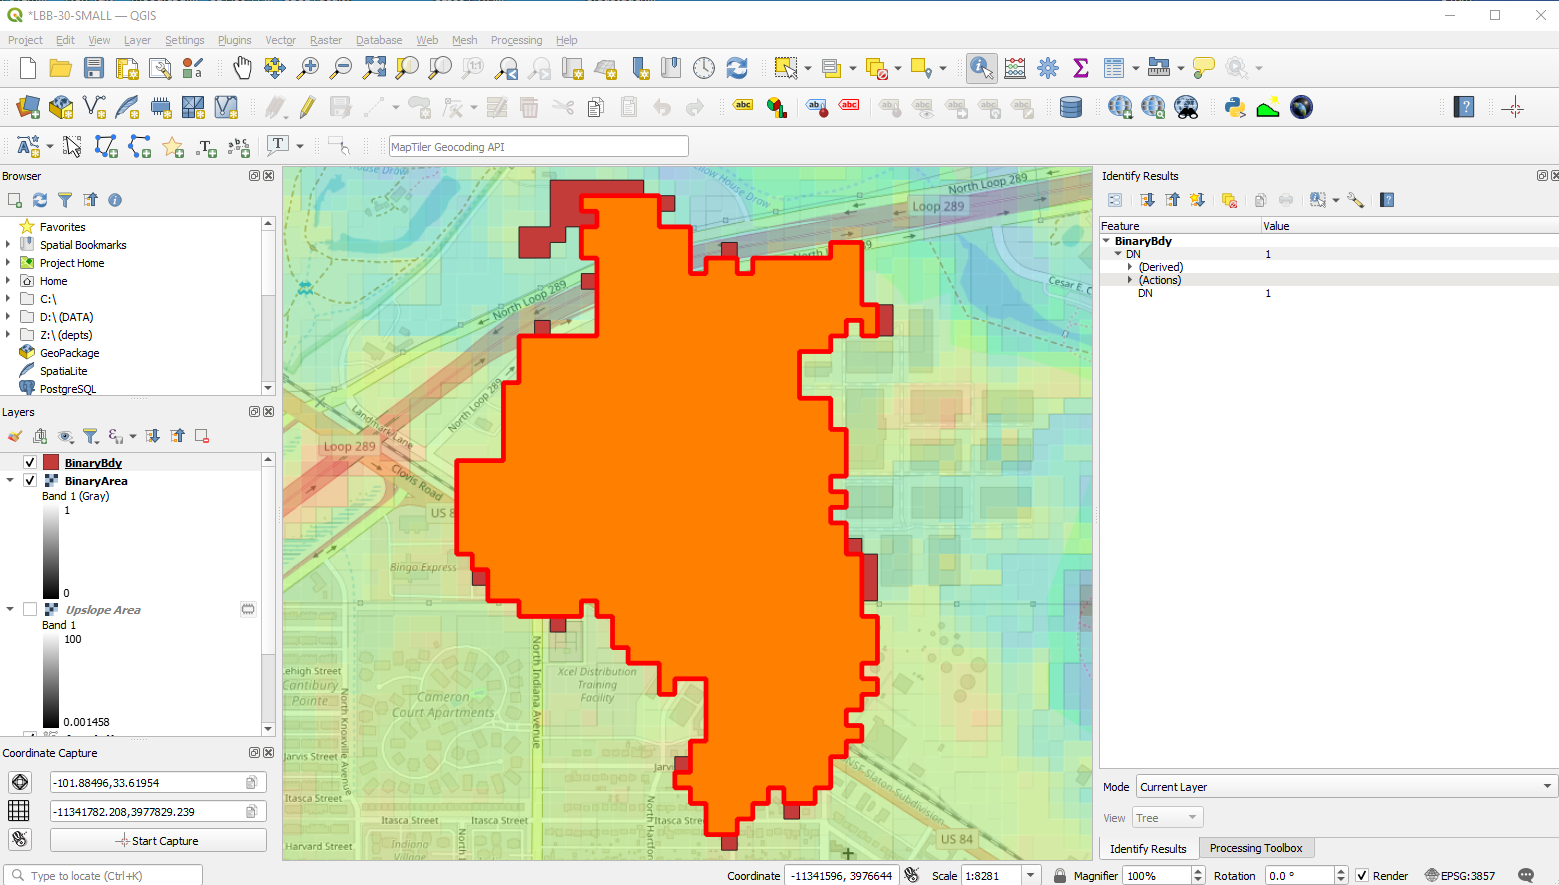 *LBB-30-SMALL — QGIS
Project Edit View Layer Settings Plugins Vector Raster Database Web Mesh Processing Help
MapTiler Geocoding API
Browser
Favorites
Spatial Bookmarks
Project Home
Home
C:\
D:\ (DATA)
Z:\ (depts)
GeoPackage
SpatiaLite
PostgreSQL
Layers
BinaryBdy
BinaryArea
Band 1 (Gray)
1
0
Upslope Area
Band 1
100
0.001458
Coordinate Capture
-101.88496,33.61954
-11341782.208,3977829.239
Start Capture
Type to locate (Ctrl+K)
House Draw
North Loop 289
Loop 289
Cesar E. C
North Loop 289
North Loop 289
Landmark Lane
Loop 289
Clovis Road
US 8
Bingo Express
Xcel Distribution
Training
Facility
Lehigh Street
Cantibury
Pointe
Cameron
Court Apartments
North Knoxville Avenue
North Indiana Avenue
Jarvis Street
Jarvi
Itasca Street
Itasca Street
Itasca Street
Itasca Street
Harvard Street
Indiana
Village
North
North Hartfo
NSF Slaton Subdivision
US 84
Identify Results
Feature Value
BinaryBdy
DN 1
(Derived)
(Actions)
DN 1
Mode Current Layer
View Tree
Identify Results Processing Toolbox
Coordinate -11341596, 3976644 Scale 1:8281 Magnifier 100% Rotation 0.0 ° Render EPSG:3857